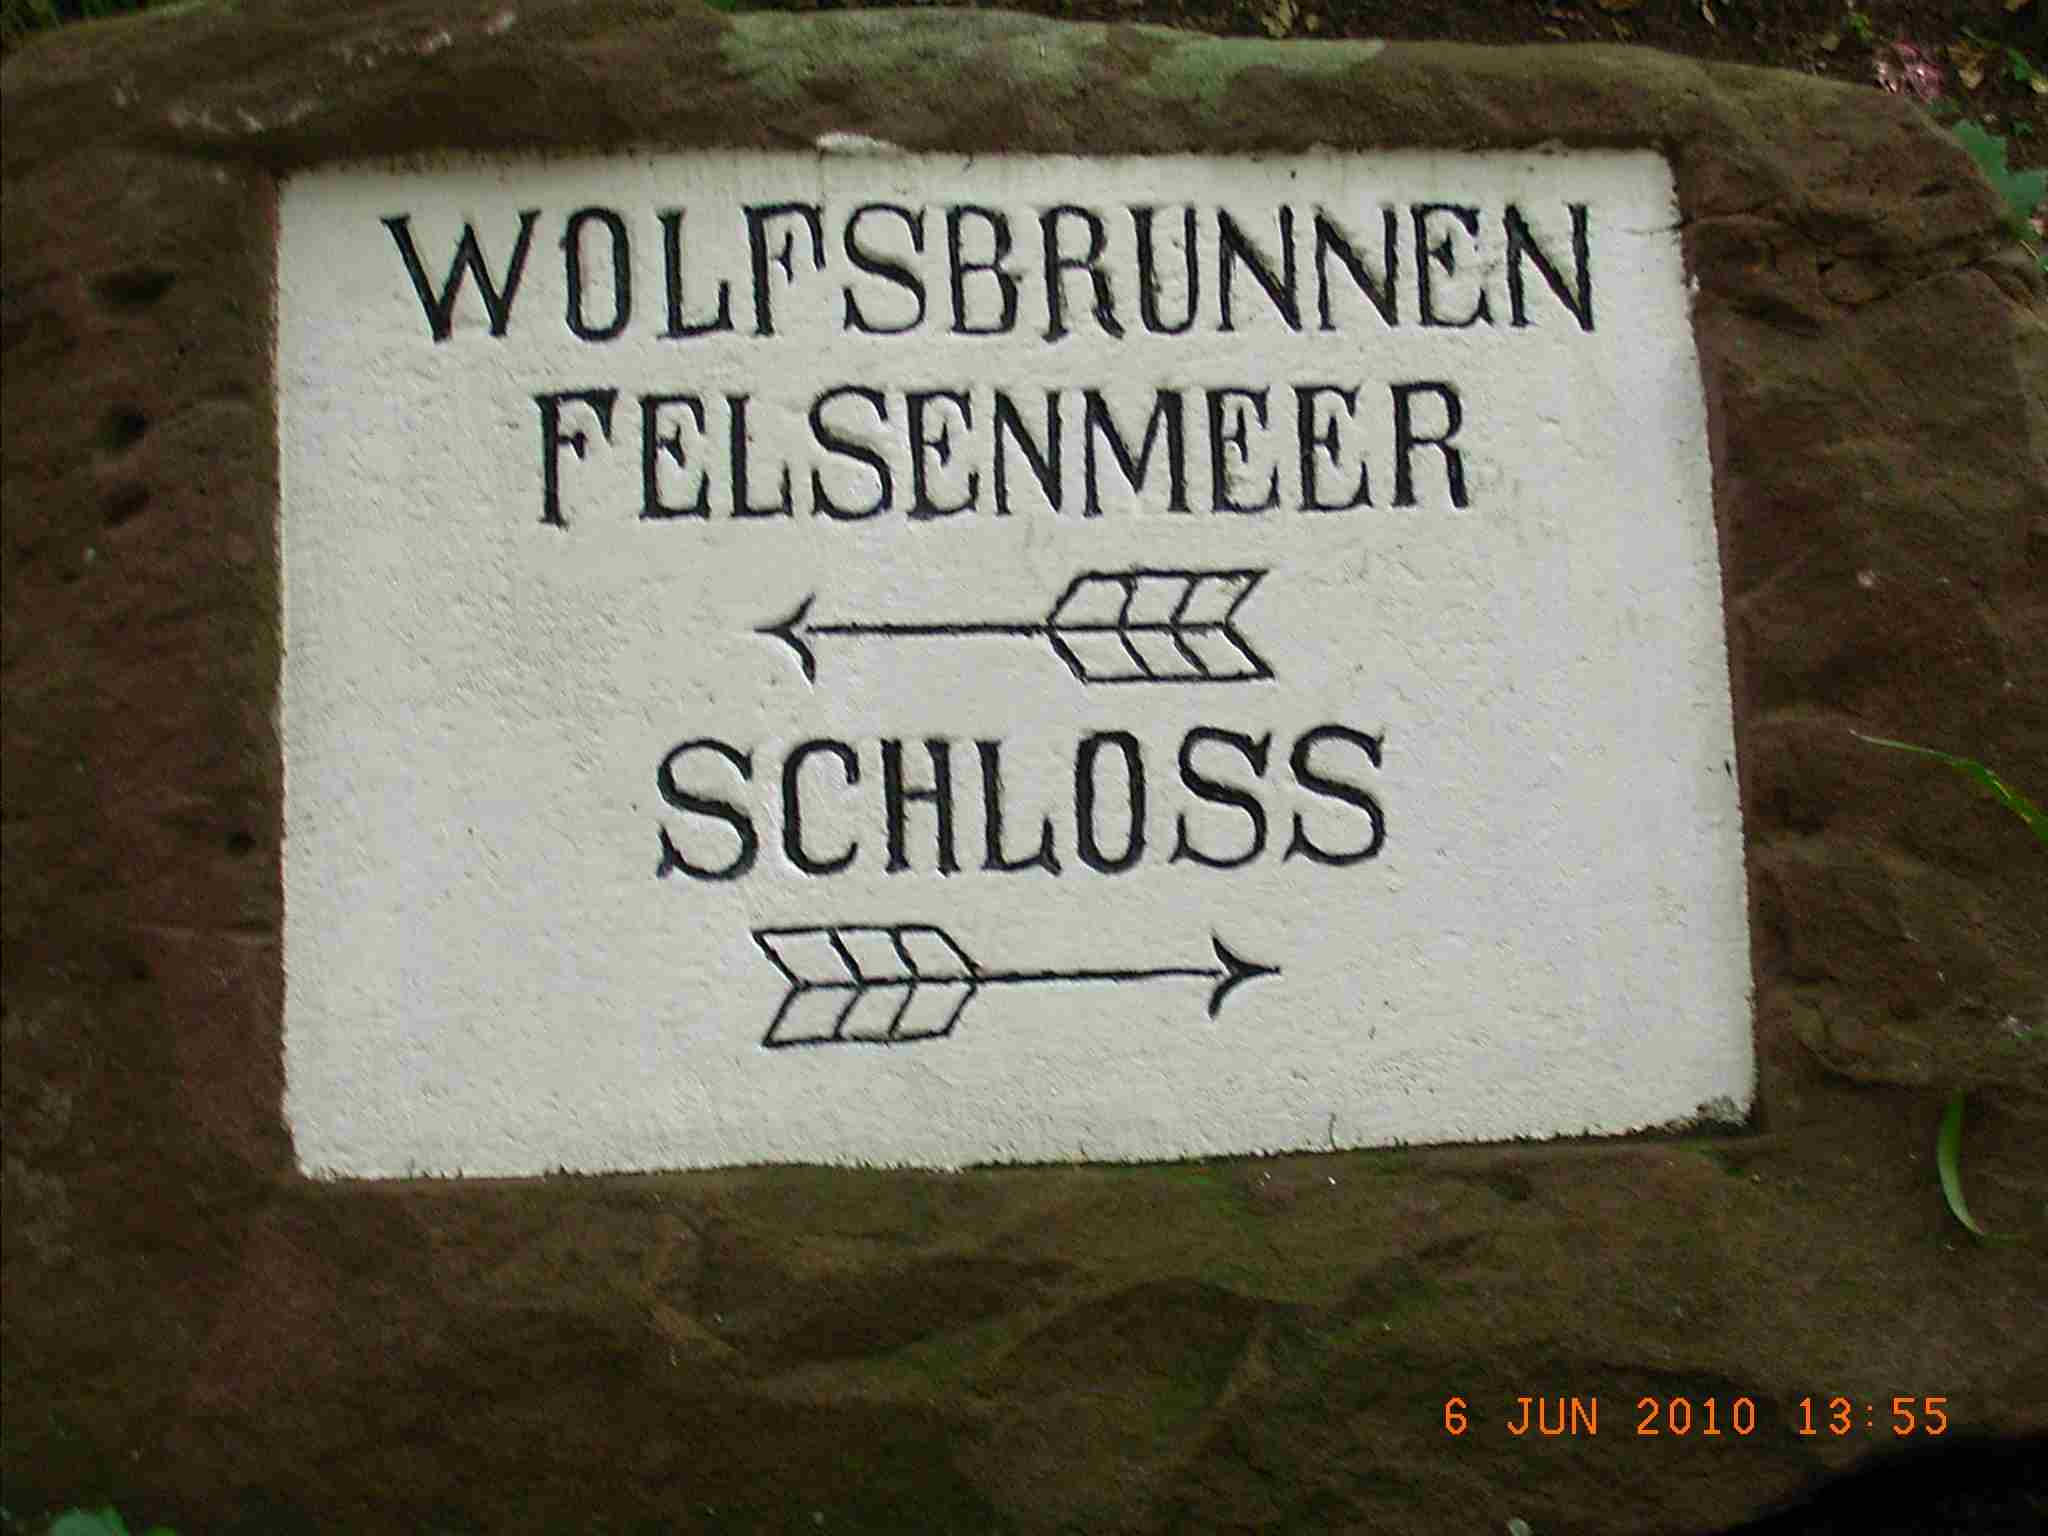 WOLFSBRUNNEN
FELSENMEER
SCHLOSS
6 JUN 2010 13:55